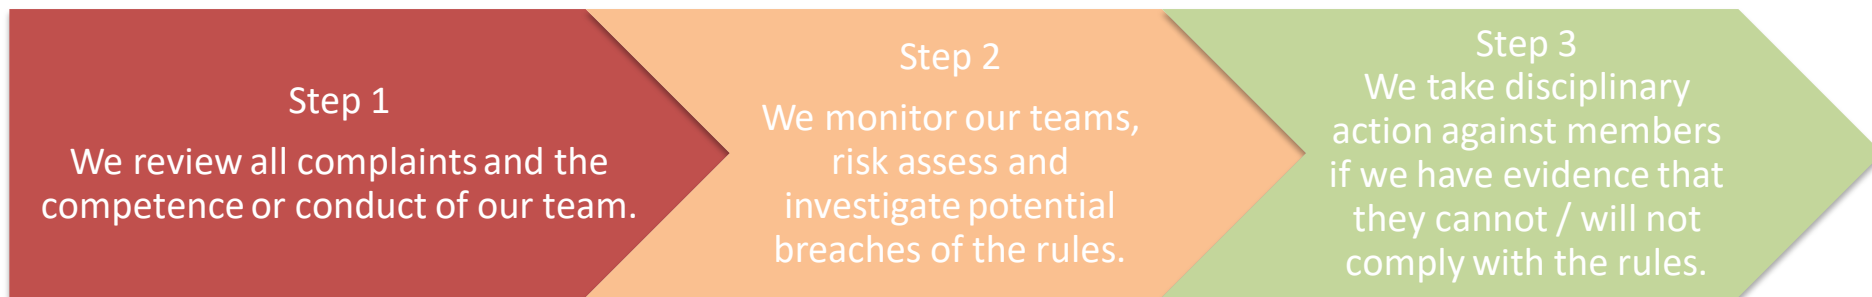 Step 1
We review all complaints and the
competence or conduct of our team.
Step 2
We monitor our teams,
risk assess and
investigate potential
breaches of the rules.
Step 3
We take disciplinary
action against members
if we have evidence that
they cannot / will not
comply with the rules.